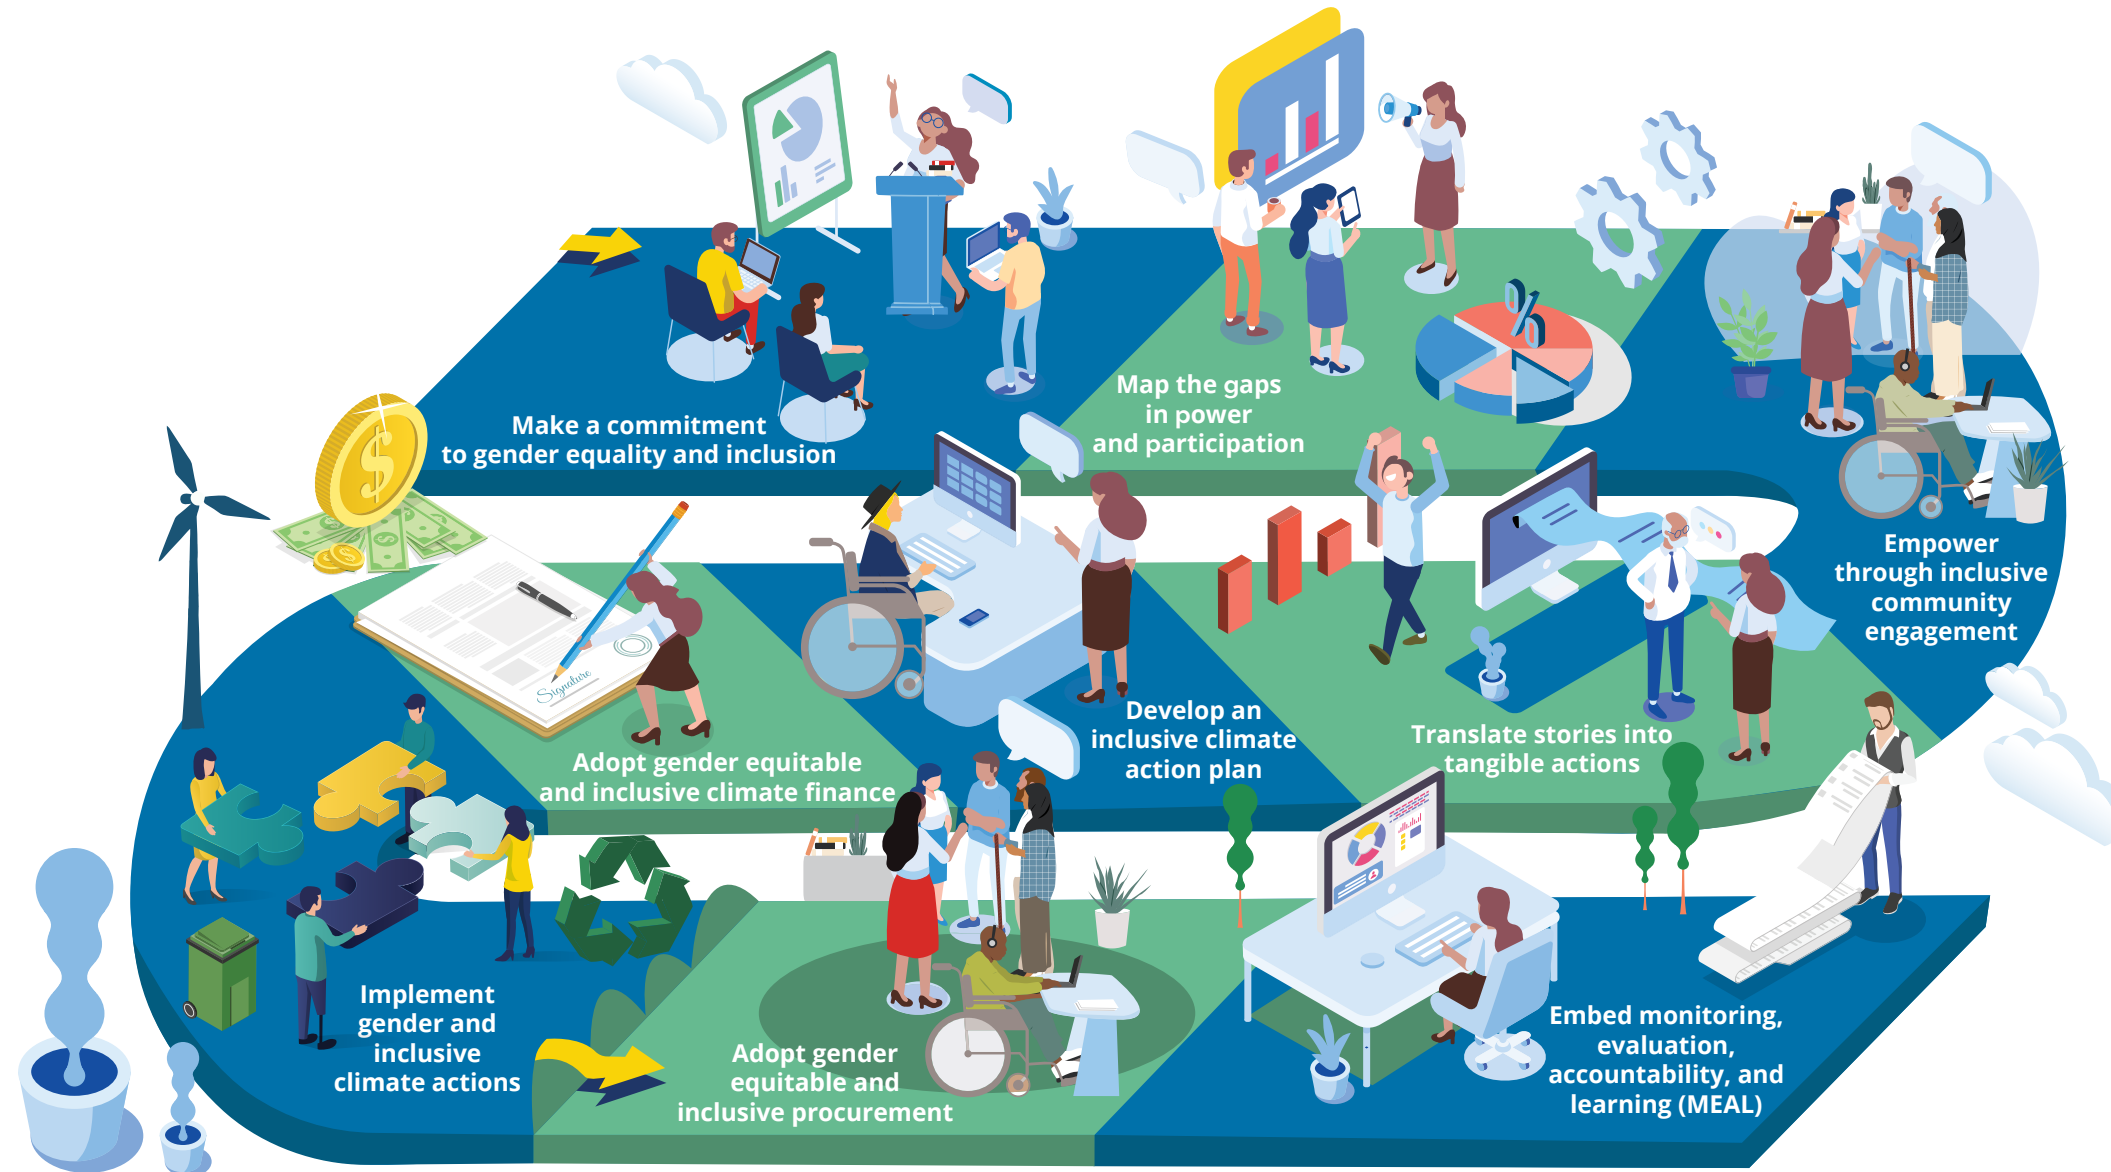 Make a commitment
to gender equality and inclusion
Map the gaps
in power
and participation
%
Empower
through inclusive
community
engagement
Translate stories into
tangible actions
Develop an
inclusive climate
action plan
$
$
Signature
Adopt gender equitable
and inclusive climate finance
Implement
gender and
inclusive
climate actions
Adopt gender
equitable and
inclusive procurement
Embed monitoring,
evaluation,
accountability, and
learning (MEAL)